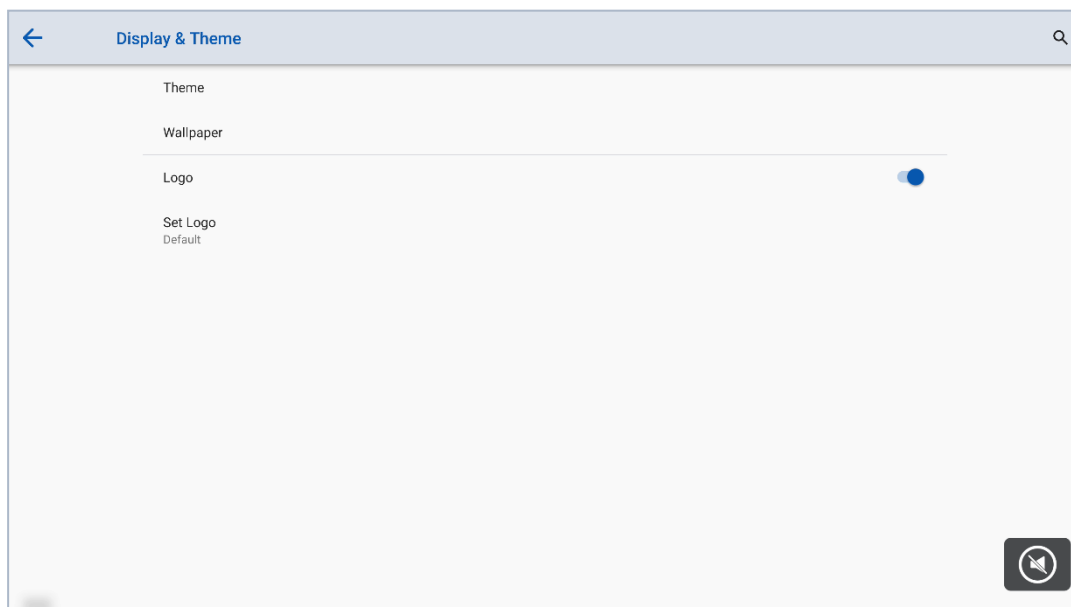 Display & Theme
Theme
Wallpaper
Logo
Set Logo
Default